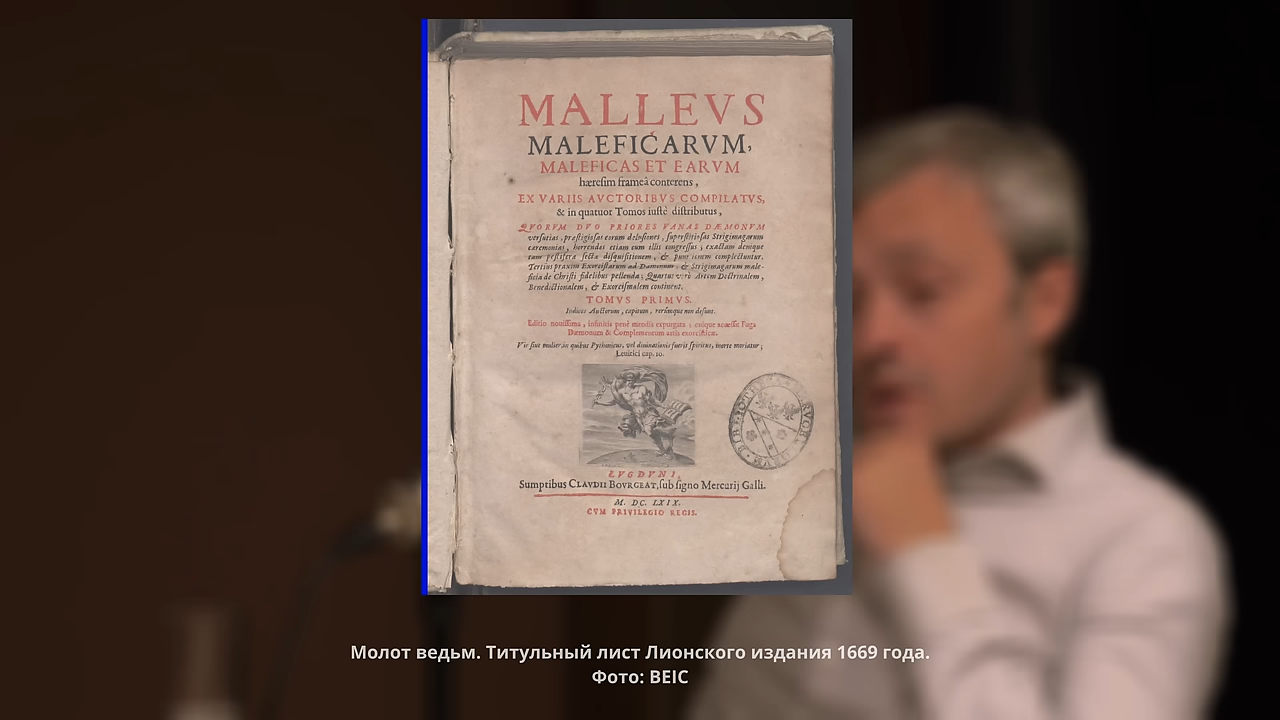 MALLEVS
MALEFICARVM,
MALEFICAS ET EARVM
hæresim frameâ conterens,
EX VARIIS AVCTORIBVS COMPILATVS,
& in quatuor Tomos iustè distributus,
QVORVM DVO PRIORES VANAS DÆMONVM
versutias, præstigiosas eorum delusiones, superstitiosas Strigimagarum
cæremonias, horrendos etiam cum illis congressus; exactam denique
tam pestiferæ sectæ disquisitionem, & punitionem complectuntur.
Tertius praxim Exorcistarum ad Dæmonum, & Strigimagarum male-
ficia de Christi fidelibus pellenda; Quartus verò Artem Doctrinalem,
Benedictionalem, & Exorcismalem continent.
TOMVS PRIMVS.
Indices Auctorum, capitum, rerúmque non desunt.
Editio nouissima, infinitis penè mendis expurgata; cuique accessit Fuga
Dæmonum & Complementum artis exorcisticæ.
Vir siue mulier, in quibus Pythonicus, vel diuinationis fuerit spiritus, morte moriatur;
Leuitici cap. 20.
LVGDVNI,
Sumptibus CLAVDII BOVRGEAT, sub signo Mercurij Galli.
M. DC. LXIX.
CVM PRIVILEGIO REGIS.
Молот ведьм. Титульный лист Лионского издания 1669 года.
Фото: BEIC